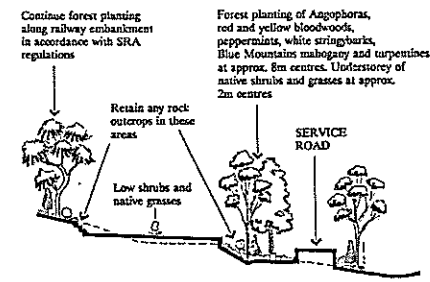 Continue forest planting
along railway embankment
in accordance with SRA
regulations
Forest planting of Angophoras,
red and yellow bloodwoods,
peppermints, white stringybarks,
Blue Mountains mahogany and turpentines
at approx. 8m centres. Understorey of
native shrubs and grasses at approx.
2m centres
Retain any rock
outcrops in these
areas
SERVICE
ROAD
Low shrubs and
native grasses